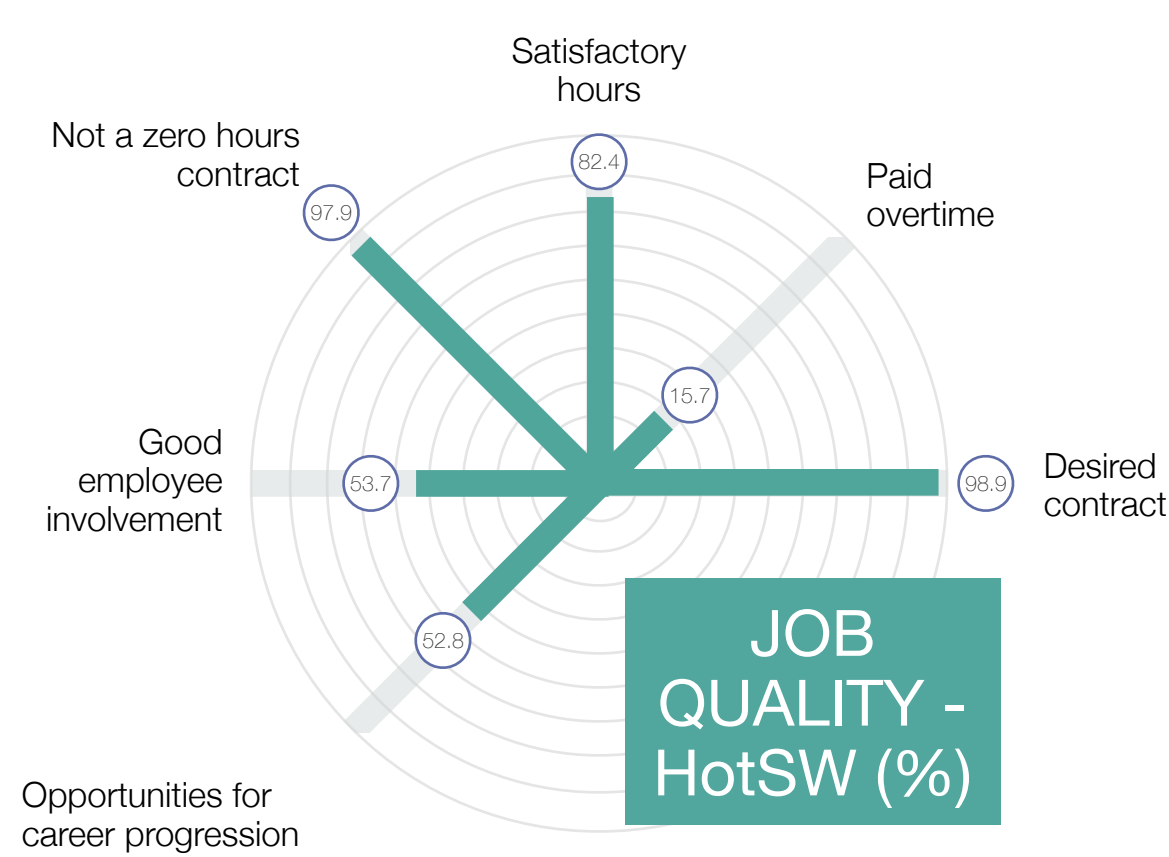 Satisfactory
hours
82.4
Not a zero hours
contract
97.9
Paid
overtime
15.7
Good
employee
involvement
53.7
Desired
contract
98.9
52.8
Opportunities for
career progression
JOB
QUALITY -
HotSW (%)